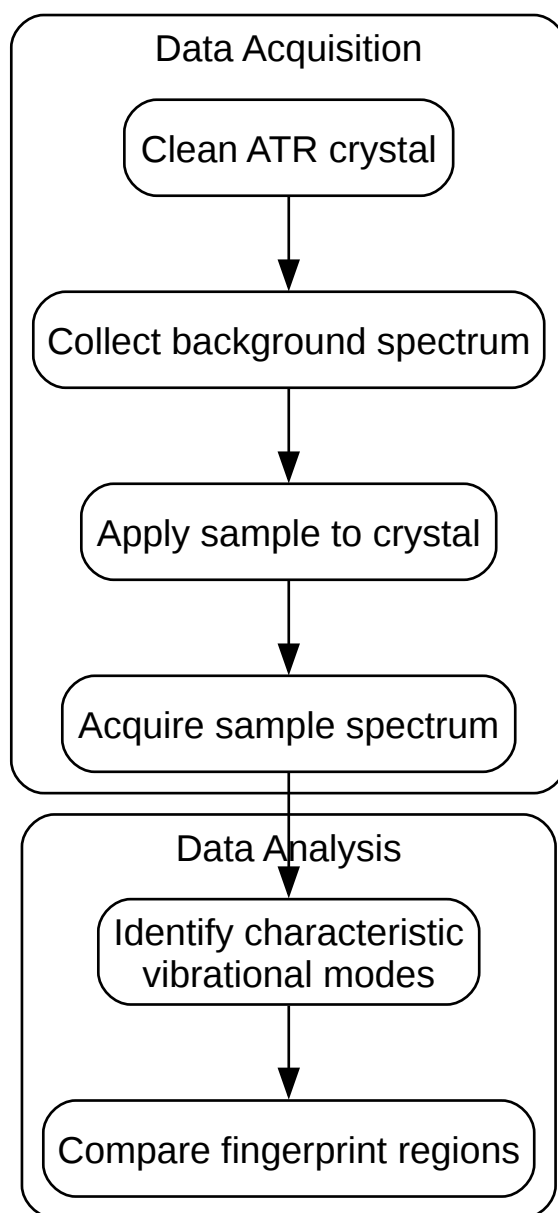 Data Acquisition
Clean ATR crystal
Collect background spectrum
Apply sample to crystal
Acquire sample spectrum
Data Analysis
Identify characteristic
vibrational modes
Compare fingerprint regions